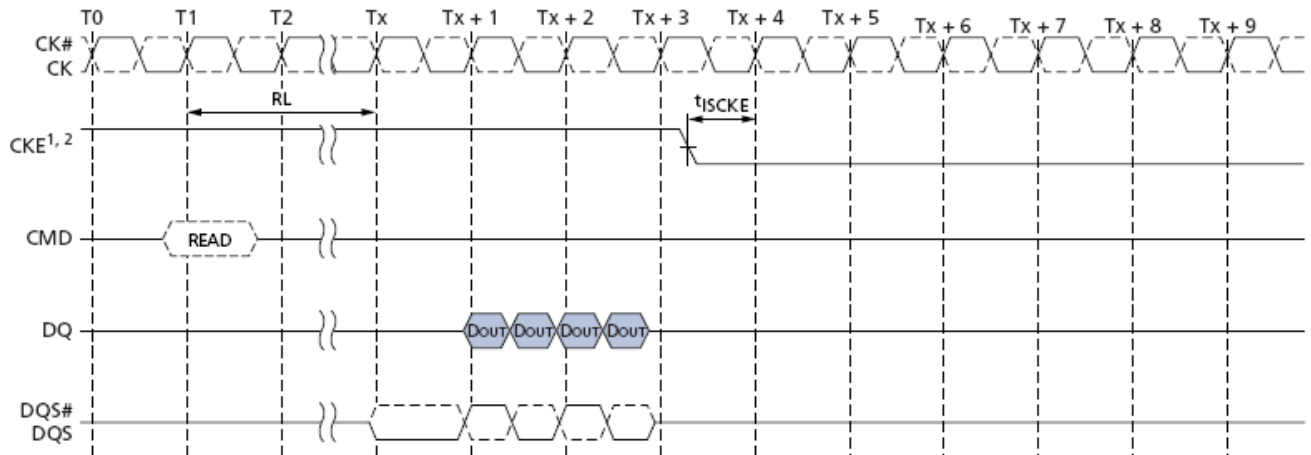 T0 T1 T2 Tx Tx + 1 Tx + 2 Tx + 3 Tx + 4 Tx + 5 Tx + 6 Tx + 7 Tx + 8 Tx + 9
CK#
CK
RL
tISCKE
CKE1, 2
CMD
READ
DQ
DOUT DOUT DOUT DOUT
DQS#
DQS